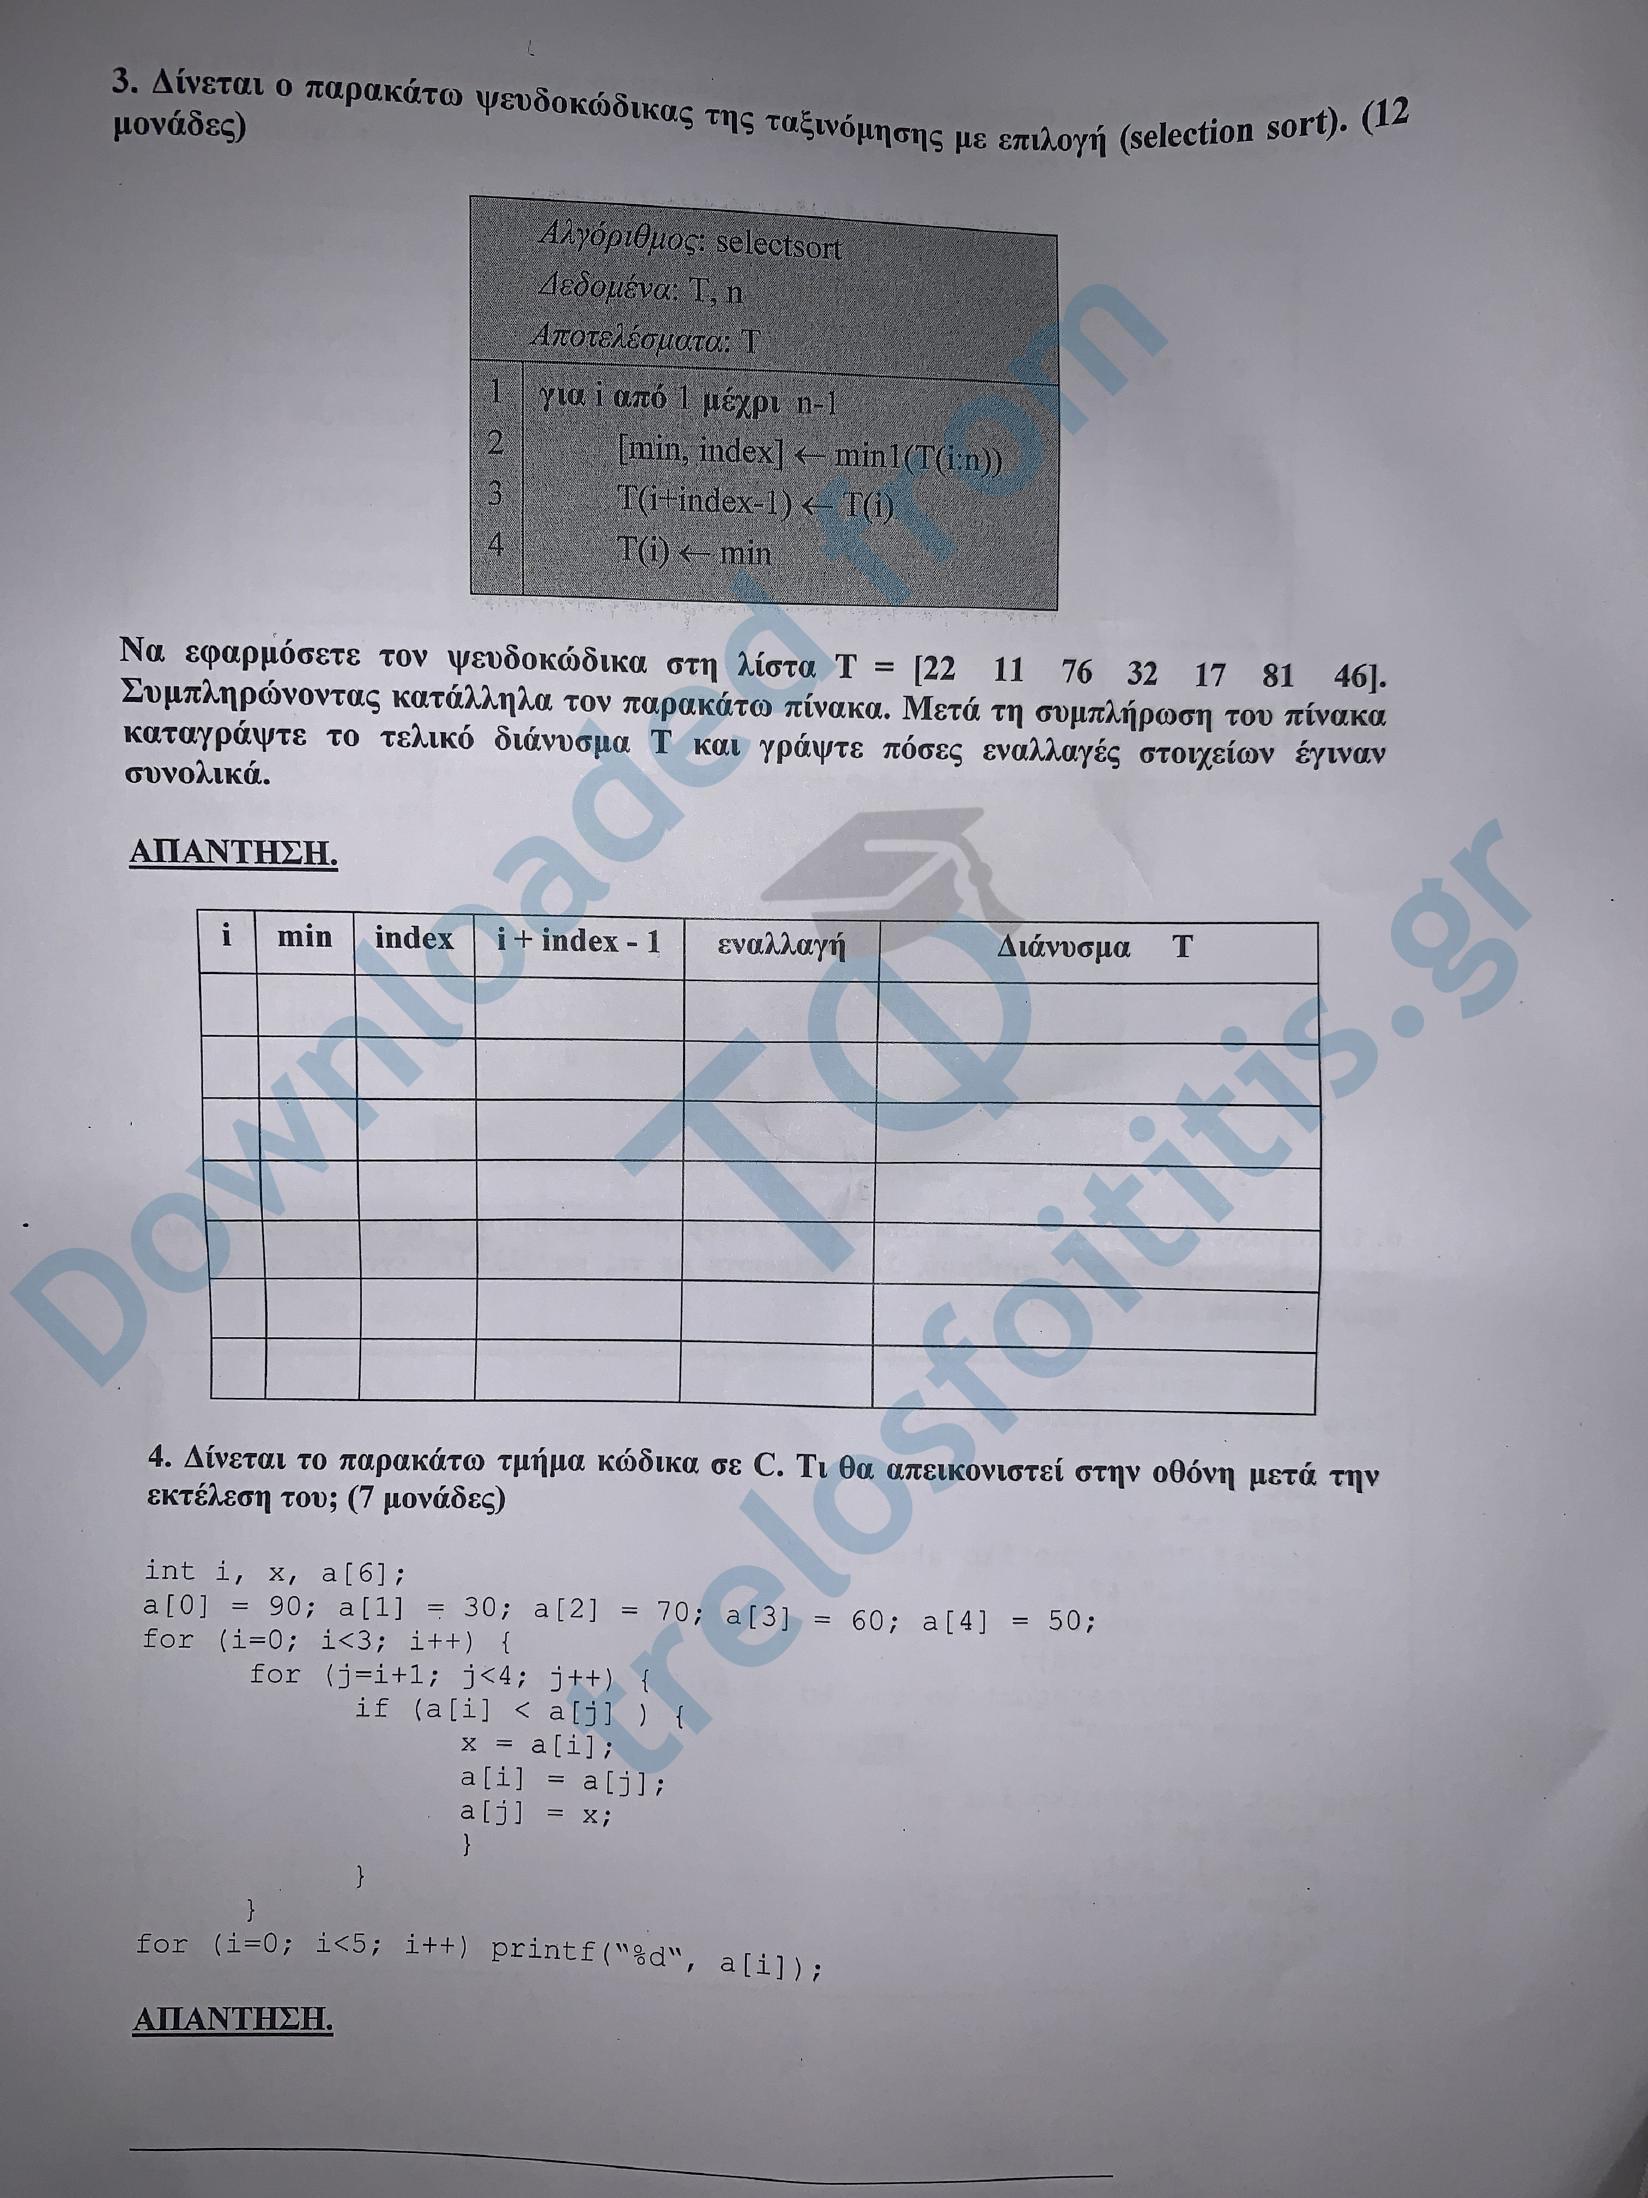 3. Δίνεται ο παρακάτω ψευδοκώδικας της ταξινόμησης με επιλογή (selection sort). (12
μονάδες)
Αλγόριθμος: selectsort
Δεδομένα: T, n
Αποτελέσματα: T
1 για i από 1 μέχρι n-1
2 [min, index] ← min1(T(i:n))
3 T(i+index-1) ← T(i)
4 T(i) ← min
Να εφαρμόσετε τον ψευδοκώδικα στη λίστα T = [22 11 76 32 17 81 46].
Συμπληρώνοντας κατάλληλα τον παρακάτω πίνακα. Μετά τη συμπλήρωση του πίνακα
καταγράψτε το τελικό διάνυσμα T και γράψτε πόσες εναλλαγές στοιχείων έγιναν
συνολικά.
ΑΠΑΝΤΗΣΗ.
i min index i + index - 1 εναλλαγή Διάνυσμα T
4. Δίνεται το παρακάτω τμήμα κώδικα σε C. Τι θα απεικονιστεί στην οθόνη μετά την
εκτέλεση του; (7 μονάδες)
int i, x, a[6];
a[0] = 90; a[1] = 30; a[2] = 70; a[3] = 60; a[4] = 50;
for (i=0; i<3; i++) {
for (j=i+1; j<4; j++) {
if (a[i] < a[j] ) {
x = a[i];
a[i] = a[j];
a[j] = x;
}
}
}
for (i=0; i<5; i++) printf("%d", a[i]);
ΑΠΑΝΤΗΣΗ.
Downloaded from
ΤΦ
trelosfoititis.gr